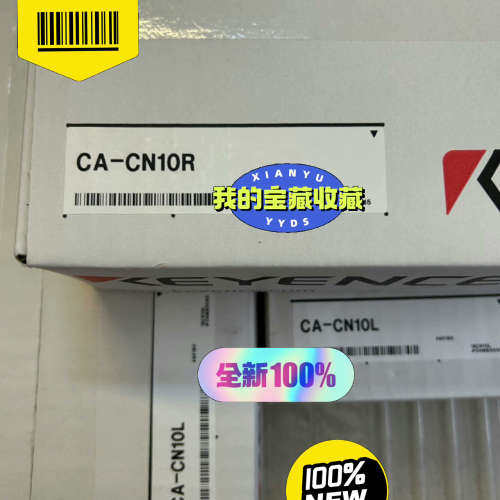 CA-CN10R
XIANYU
我的宝藏收藏
YYDS
KEYENCE
CA-CN10L
全新100%
CA-CN10L
100%
NEW